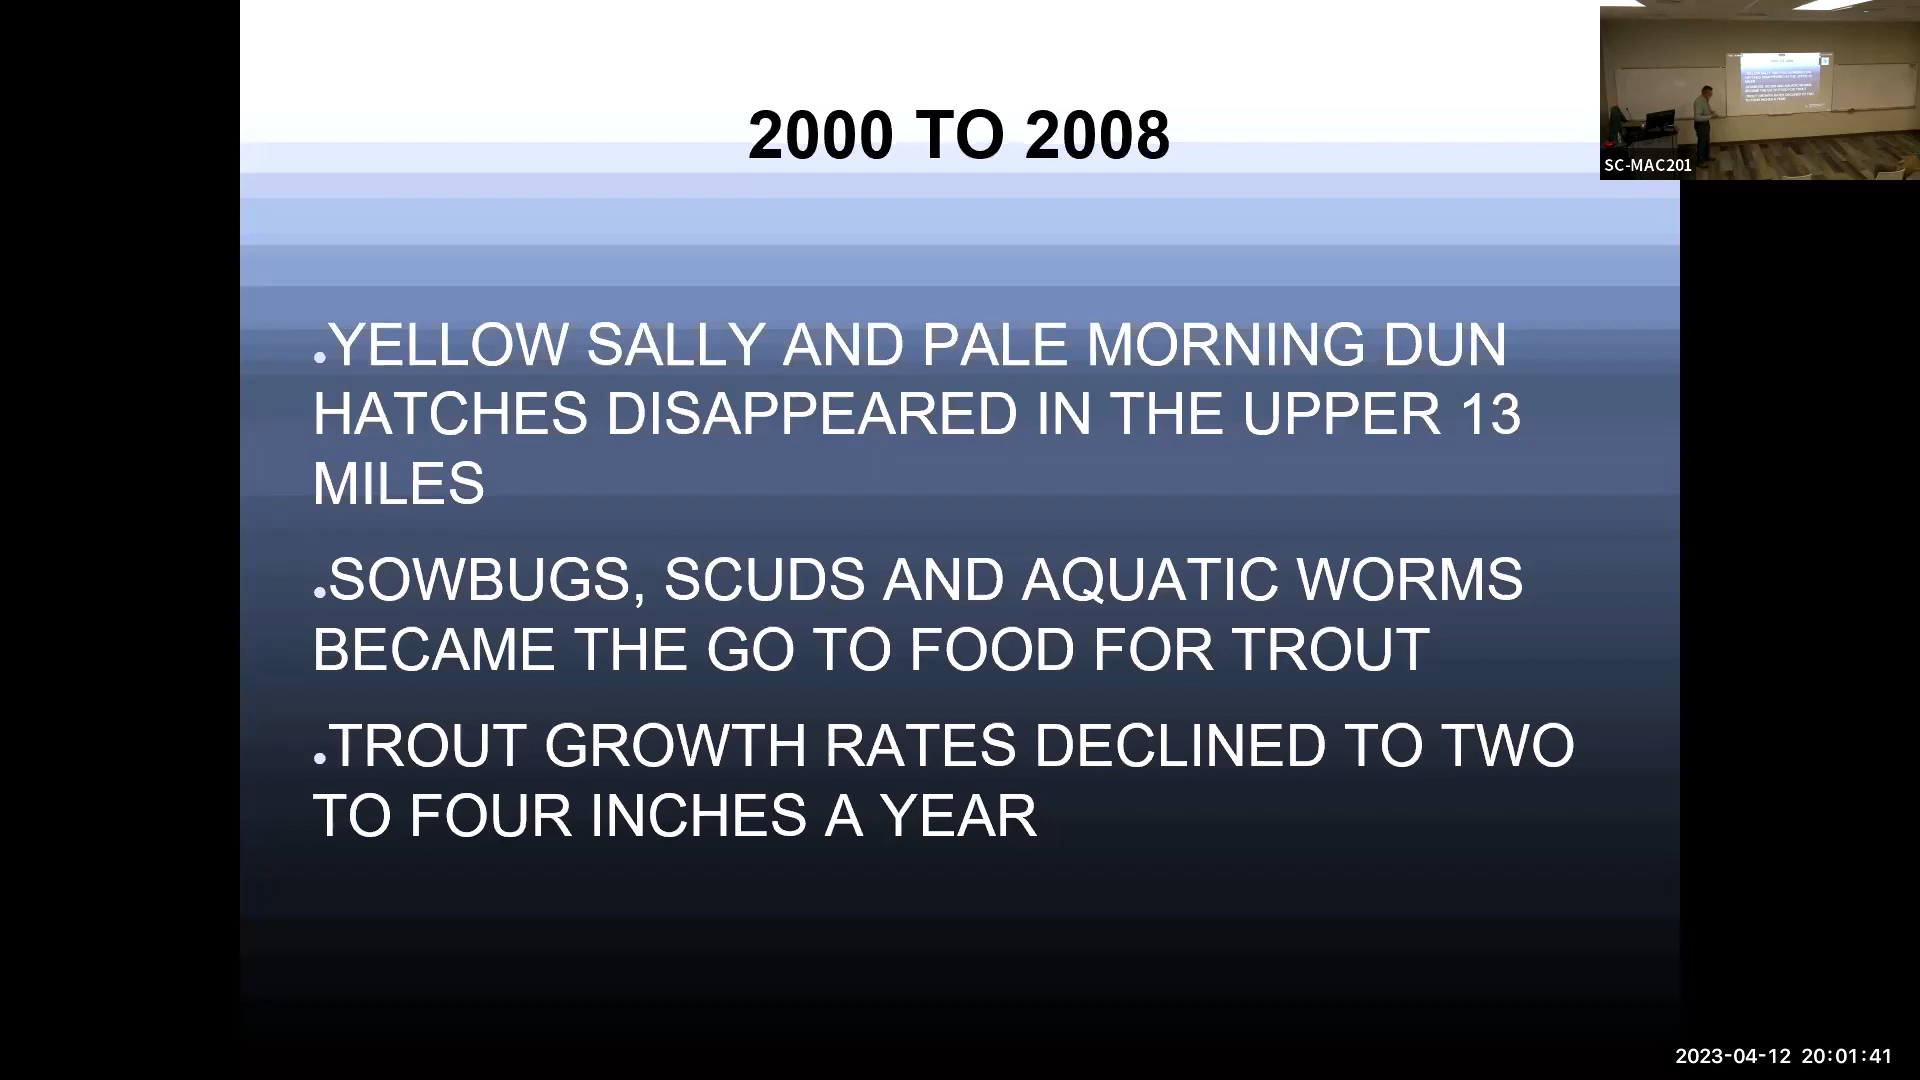 2000 TO 2008
SC-MAC201
•YELLOW SALLY AND PALE MORNING DUN
HATCHES DISAPPEARED IN THE UPPER 13
MILES
•SOWBUGS, SCUDS AND AQUATIC WORMS
BECAME THE GO TO FOOD FOR TROUT
•TROUT GROWTH RATES DECLINED TO TWO
TO FOUR INCHES A YEAR
2023-04-12 20:01:41